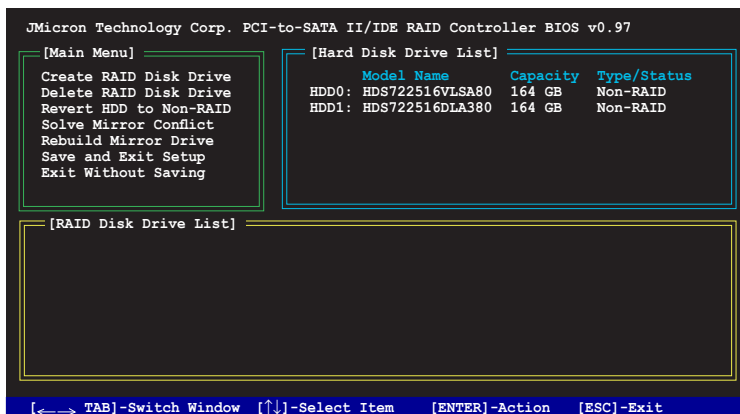 JMicron Technology Corp. PCI-to-SATA II/IDE RAID Controller BIOS v0.97
[Main Menu]
Create RAID Disk Drive
Delete RAID Disk Drive
Revert HDD to Non-RAID
Solve Mirror Conflict
Rebuild Mirror Drive
Save and Exit Setup
Exit Without Saving
[Hard Disk Drive List]
Model Name Capacity Type/Status
HDD0: HDS722516VLSA80 164 GB Non-RAID
HDD1: HDS722516DLA380 164 GB Non-RAID
[RAID Disk Drive List]
[←→ TAB]-Switch Window [↑↓]-Select Item [ENTER]-Action [ESC]-Exit